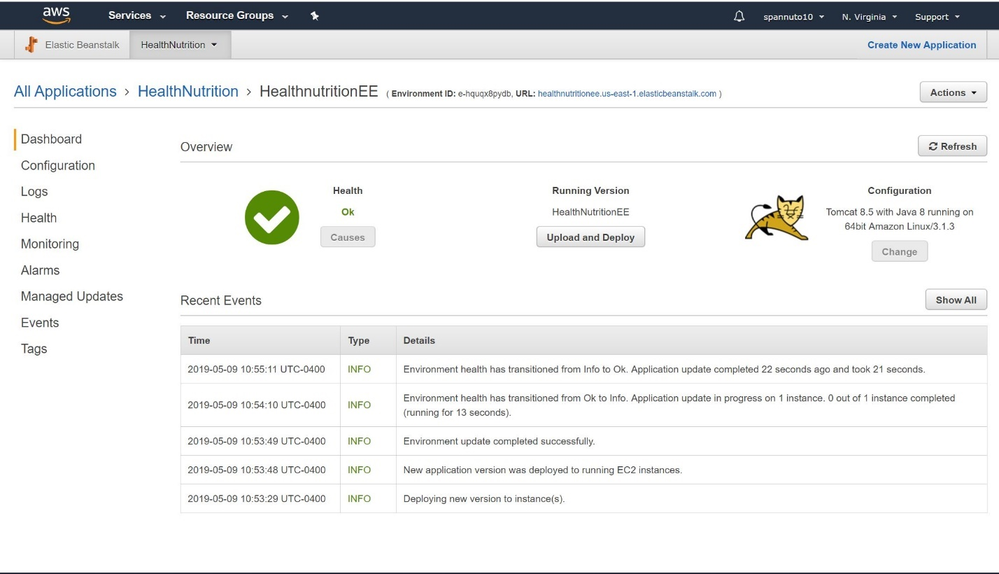 aws Services Resource Groups spannuto10 N. Virginia Support
Elastic Beanstalk HealthNutrition Create New Application
All Applications > HealthNutrition > HealthnutritionEE ( Environment ID: e-hquqx8pydb, URL: healthnutritionee.us-east-1.elasticbeanstalk.com ) Actions
Dashboard
Configuration
Logs
Health
Monitoring
Alarms
Managed Updates
Events
Tags
Overview Refresh
Health
Ok
Causes
Running Version
HealthNutritionEE
Upload and Deploy
Configuration
Tomcat 8.5 with Java 8 running on
64bit Amazon Linux/3.1.3
Change
Recent Events Show All
Time Type Details
2019-05-09 10:55:11 UTC-0400 INFO Environment health has transitioned from Info to Ok. Application update completed 22 seconds ago and took 21 seconds.
2019-05-09 10:54:10 UTC-0400 INFO Environment health has transitioned from Ok to Info. Application update in progress on 1 instance. 0 out of 1 instance completed
(running for 13 seconds).
2019-05-09 10:53:49 UTC-0400 INFO Environment update completed successfully.
2019-05-09 10:53:48 UTC-0400 INFO New application version was deployed to running EC2 instances.
2019-05-09 10:53:29 UTC-0400 INFO Deploying new version to instance(s).